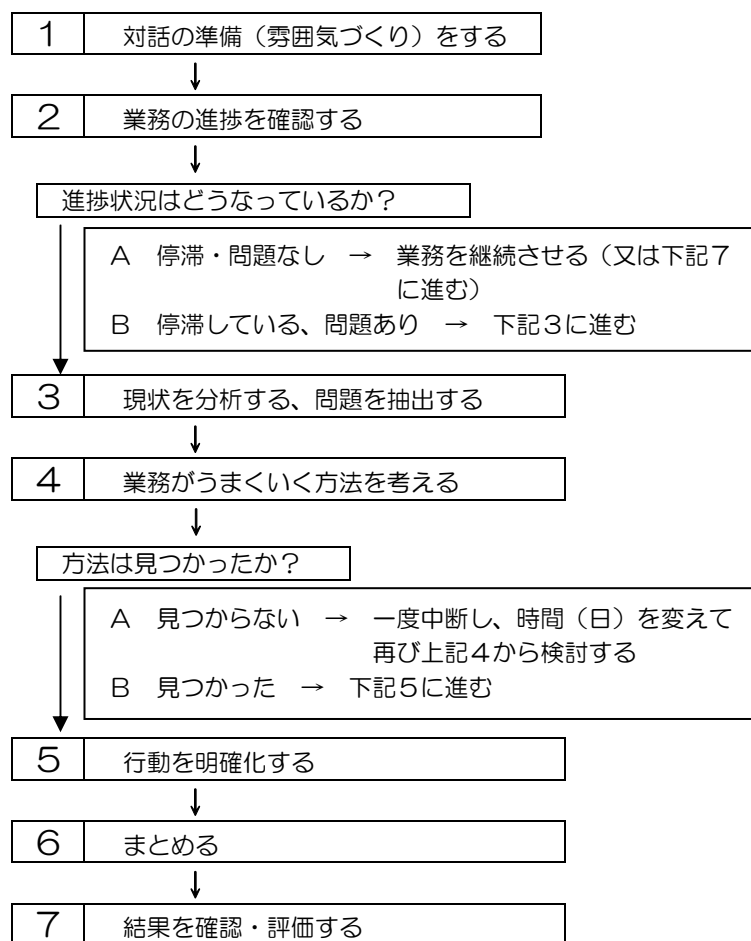 １ 対話の準備（雰囲気づくり）をする
↓
２ 業務の進捗を確認する
↓
進捗状況はどうなっているか？
Ａ 停滞・問題なし → 業務を継続させる（又は下記７
に進む）
Ｂ 停滞している、問題あり → 下記３に進む
３ 現状を分析する、問題を抽出する
↓
４ 業務がうまくいく方法を考える
↓
方法は見つかったか？
Ａ 見つからない → 一度中断し、時間（日）を変えて
再び上記４から検討する
Ｂ 見つかった → 下記５に進む
５ 行動を明確化する
↓
６ まとめる
↓
７ 結果を確認・評価する